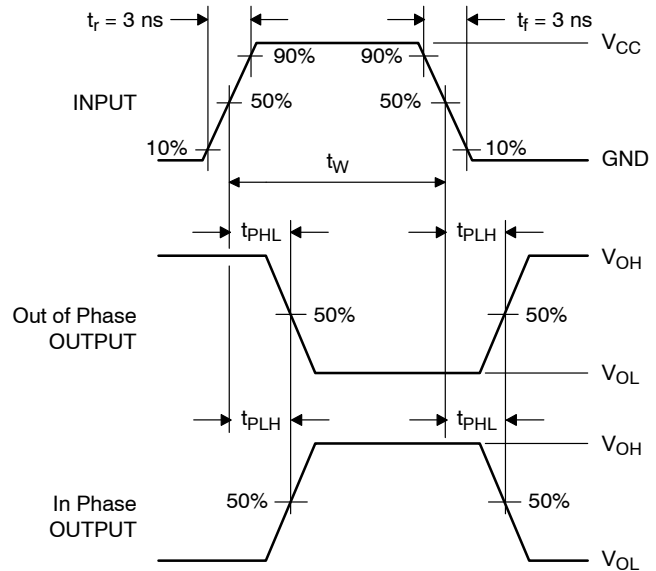 tr = 3 ns
tf = 3 ns
VCC
90%
90%
INPUT
50%
50%
10%
10%
GND
tW
tPHL
tPLH
VOH
Out of Phase
OUTPUT
50%
50%
VOL
tPLH
tPHL
VOH
In Phase
OUTPUT
50%
50%
VOL